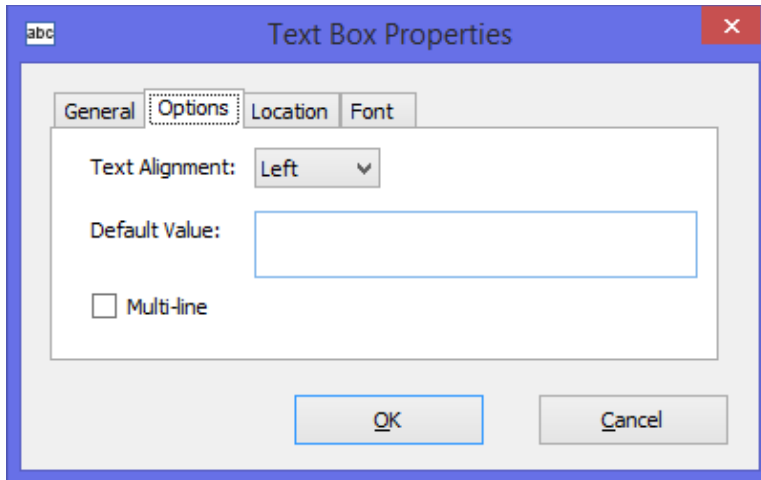 abc Text Box Properties
General Options Location Font
Text Alignment: Left
Default Value:
Multi-line
OK Cancel